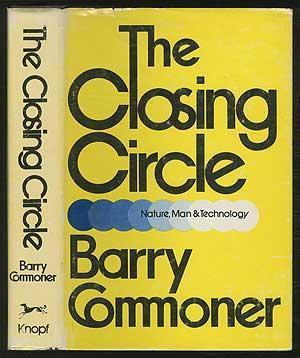 The Closing Circle
Barry
Commoner
Knopf
The
Closing
Circle
Nature, Man & Technology
Barry
Commoner